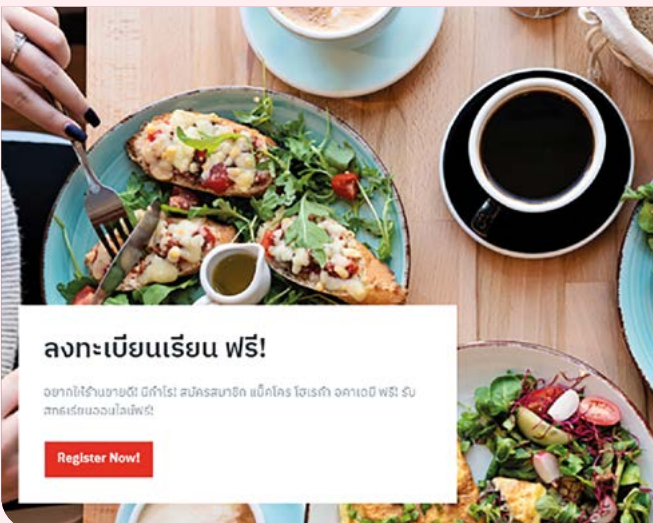 ลงทะเบียนเรียน ฟรี!
อยากให้ร้านขายดี! มีกำไร! สมัครสมาชิก แม็คโคร โฮเรก้า อคาเดมี ฟรี! รับ
สิทธิ์เรียนออนไลน์ฟรี!
Register Now!